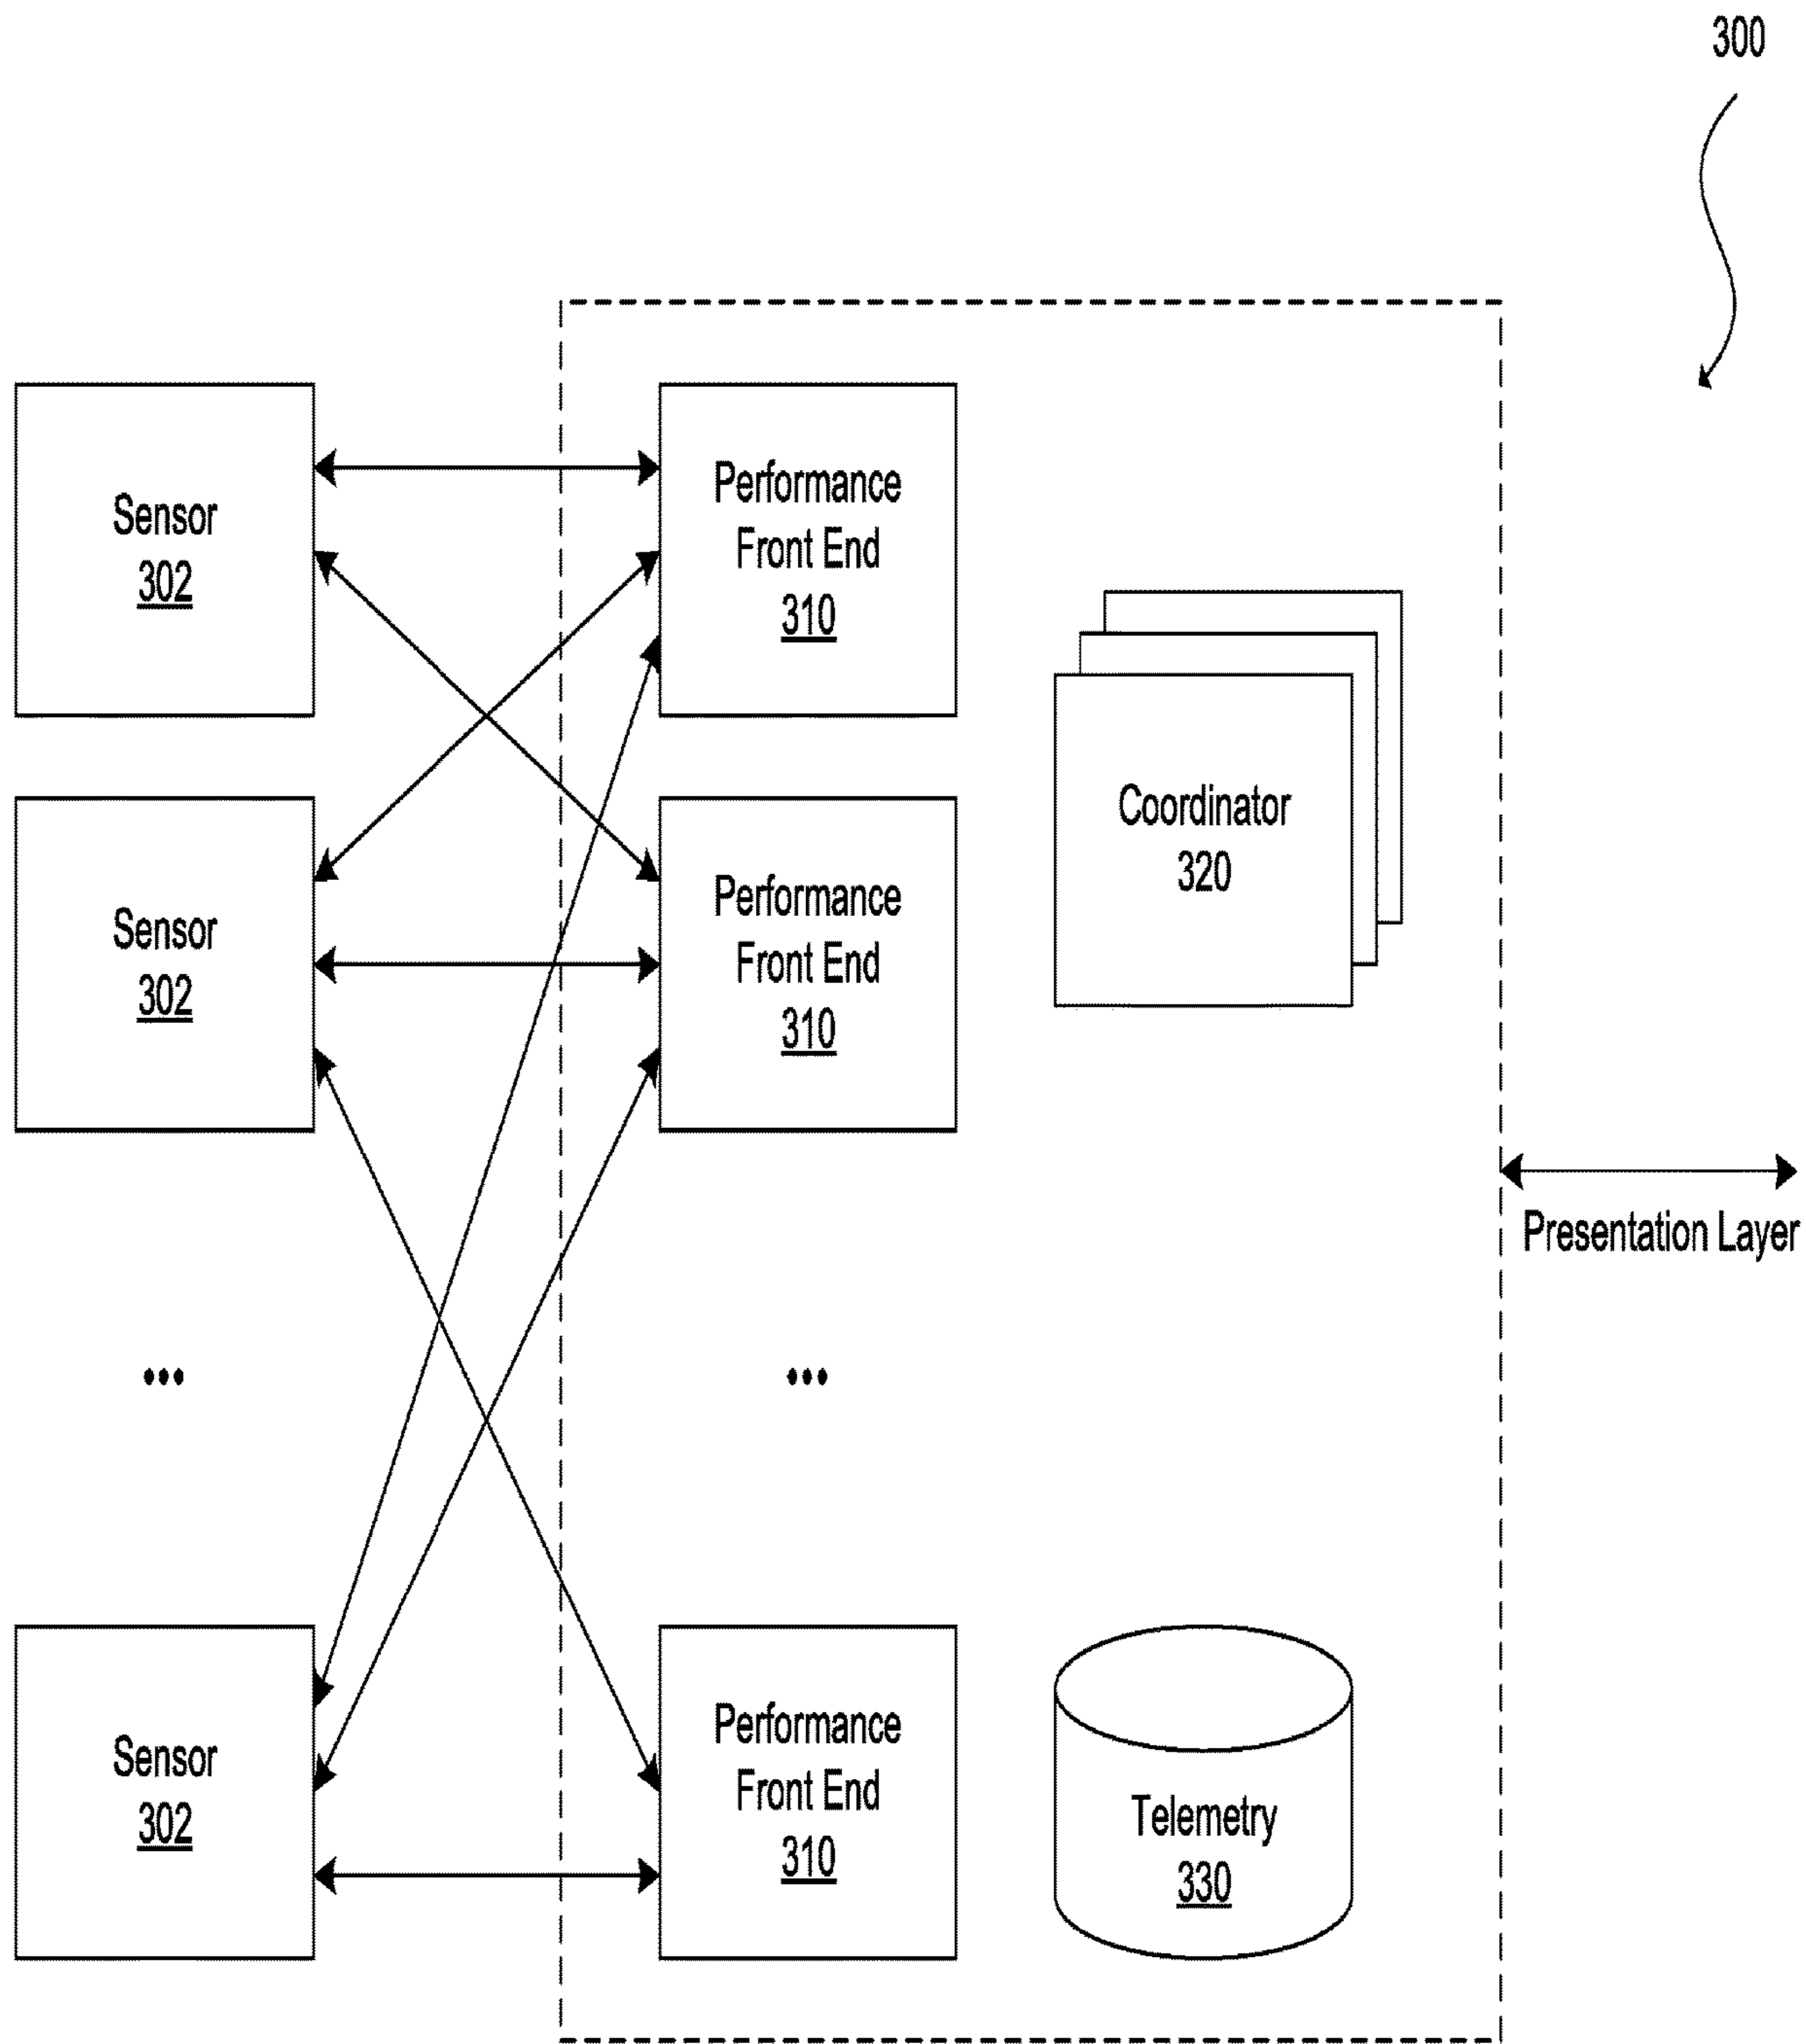 300
Sensor
302
Performance
Front End
310
Coordinator
320
Sensor
302
Performance
Front End
310
Presentation Layer
...
...
Sensor
302
Performance
Front End
310
Telemetry
330